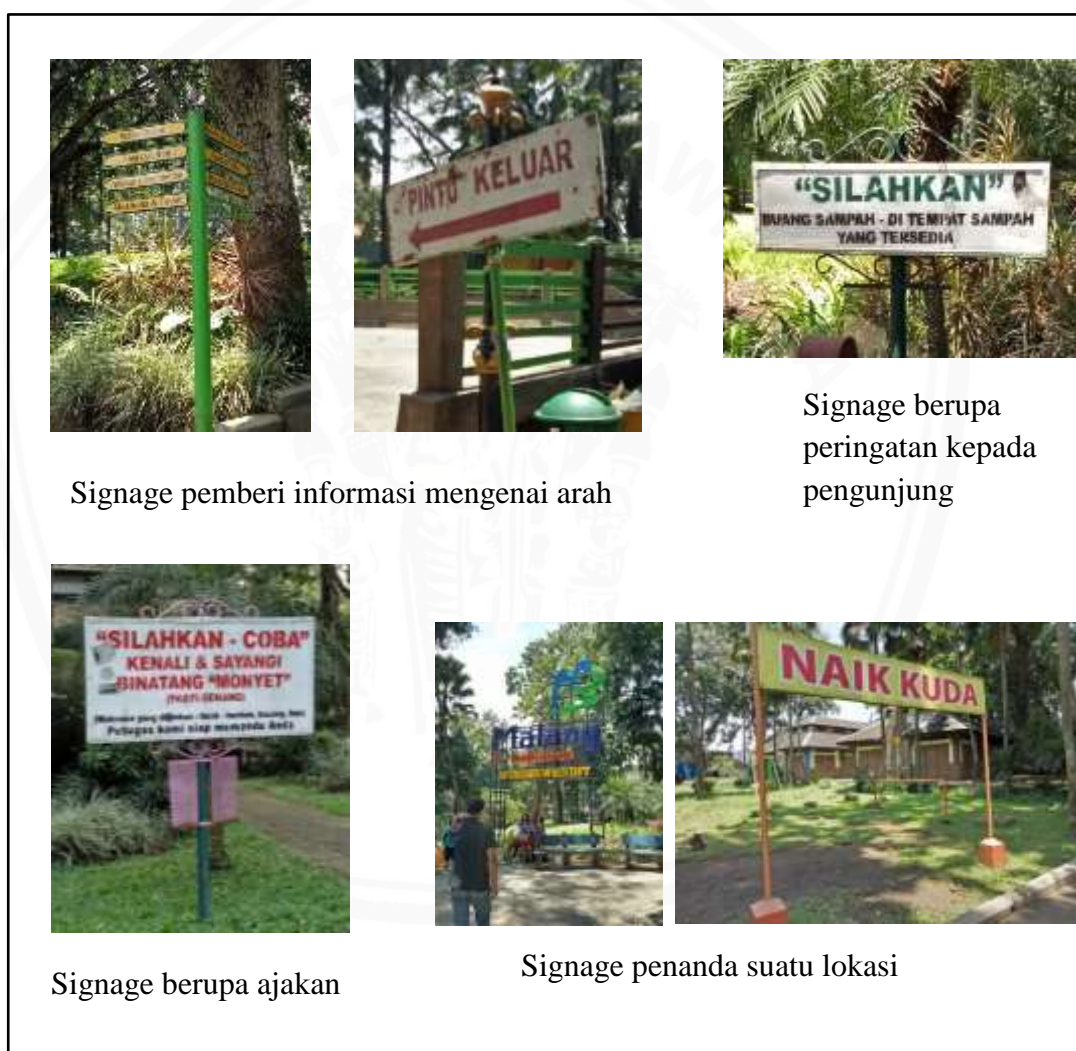 "PINTU KELUAR
"SILAHKAN"
BUANG SAMPAH - DI TEMPAT SAMPAH
YANG TERSEDIA
Signage pemberi informasi mengenai arah
Signage berupa
peringatan kepada
pengunjung
"SILAHKAN - COBA"
KENALI & SAYANGI
BINATANG "MONYET"
Petugas kami siap memandu Anda
Malang
NAIK KUDA
Signage berupa ajakan
Signage penanda suatu lokasi